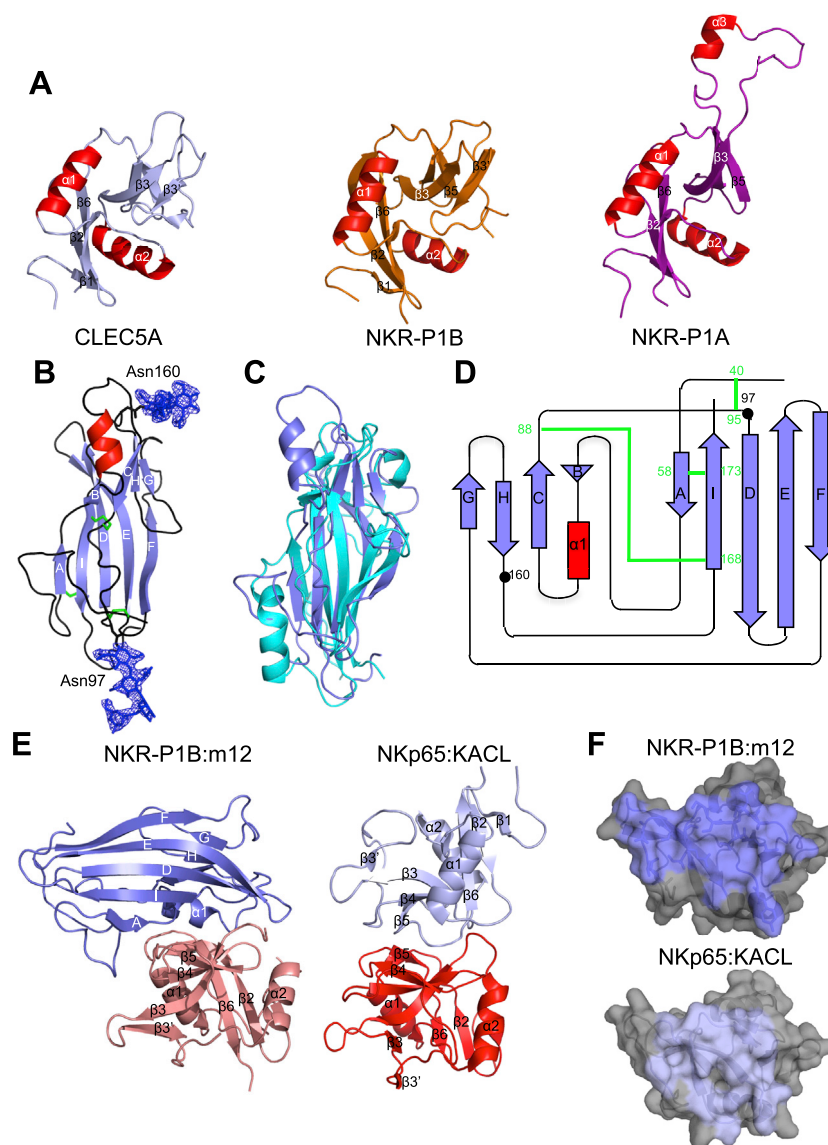 A
α1
β6
β2
β1
β3
β3'
α2
CLEC5A
α1
β6
β2
β1
β3
β5
β3'
α2
NKR-P1B
α3
α1
β6
β2
β3
β5
α2
NKR-P1A
B
Asn160
B
C
H
G
D
E
F
A
I
Asn97
C
D
40
97
95
88
58
173
168
160
G
H
C
B
α1
A
I
D
E
F
E
NKR-P1B:m12
F
G
E
H
D
I
α1
A
β5
β4
α1
β3
β3'
β6
β2
α2
NKp65:KACL
β1
β2
α2
β3'
α1
β3
β4
β5
β6
β5
β4
α1
β3
β6
β2
α2
β3'
F
NKR-P1B:m12
NKp65:KACL